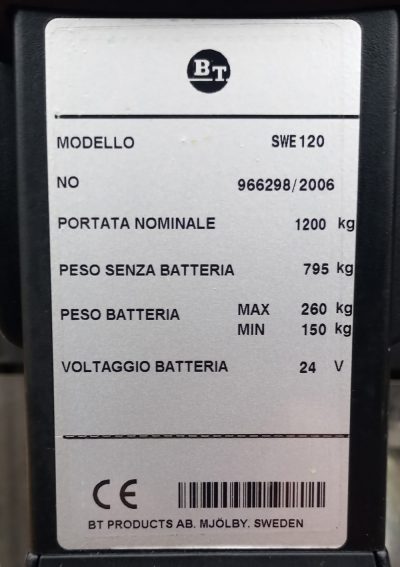 BT
MODELLO SWE120
NO 966298/2006
PORTATA NOMINALE 1200 kg
PESO SENZA BATTERIA 795 kg
PESO BATTERIA MAX 260 kg
MIN 150 kg
VOLTAGGIO BATTERIA 24 V
CE
BT PRODUCTS AB. MJÖLBY. SWEDEN